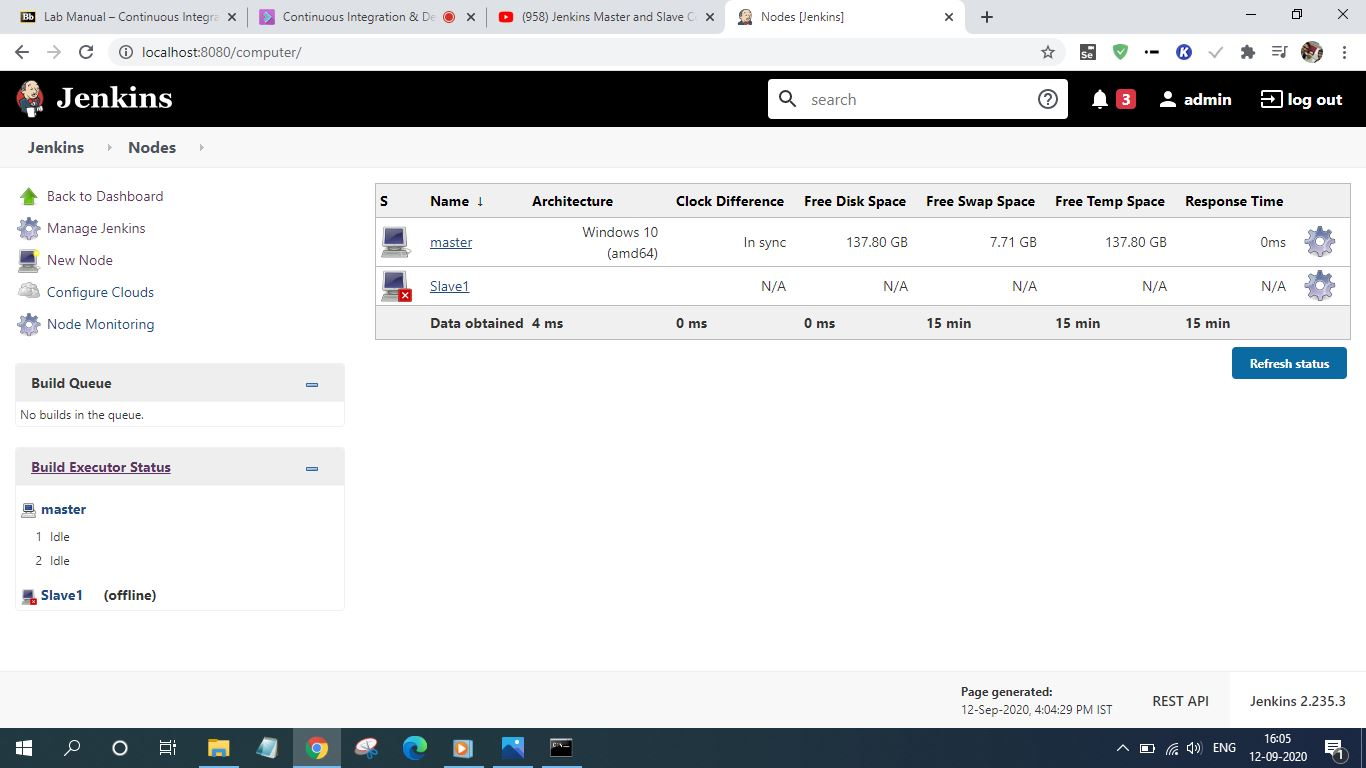 Bb Lab Manual – Continuous Integra
Continuous Integration & De
(958) Jenkins Master and Slave C
Nodes [Jenkins]
localhost:8080/computer/
Se
K
Jenkins
search
3
admin
log out
Jenkins
Nodes
Back to Dashboard
Manage Jenkins
New Node
Configure Clouds
Node Monitoring
Build Queue
No builds in the queue.
Build Executor Status
master
1 Idle
2 Idle
Slave1 (offline)
S Name ↓ Architecture Clock Difference Free Disk Space Free Swap Space Free Temp Space Response Time
master Windows 10 (amd64) In sync 137.80 GB 7.71 GB 137.80 GB 0ms
Slave1 N/A N/A N/A N/A N/A
Data obtained 4 ms 0 ms 0 ms 15 min 15 min 15 min
Refresh status
Page generated:
12-Sep-2020, 4:04:29 PM IST
REST API
Jenkins 2.235.3
ENG
16:05
12-09-2020
1